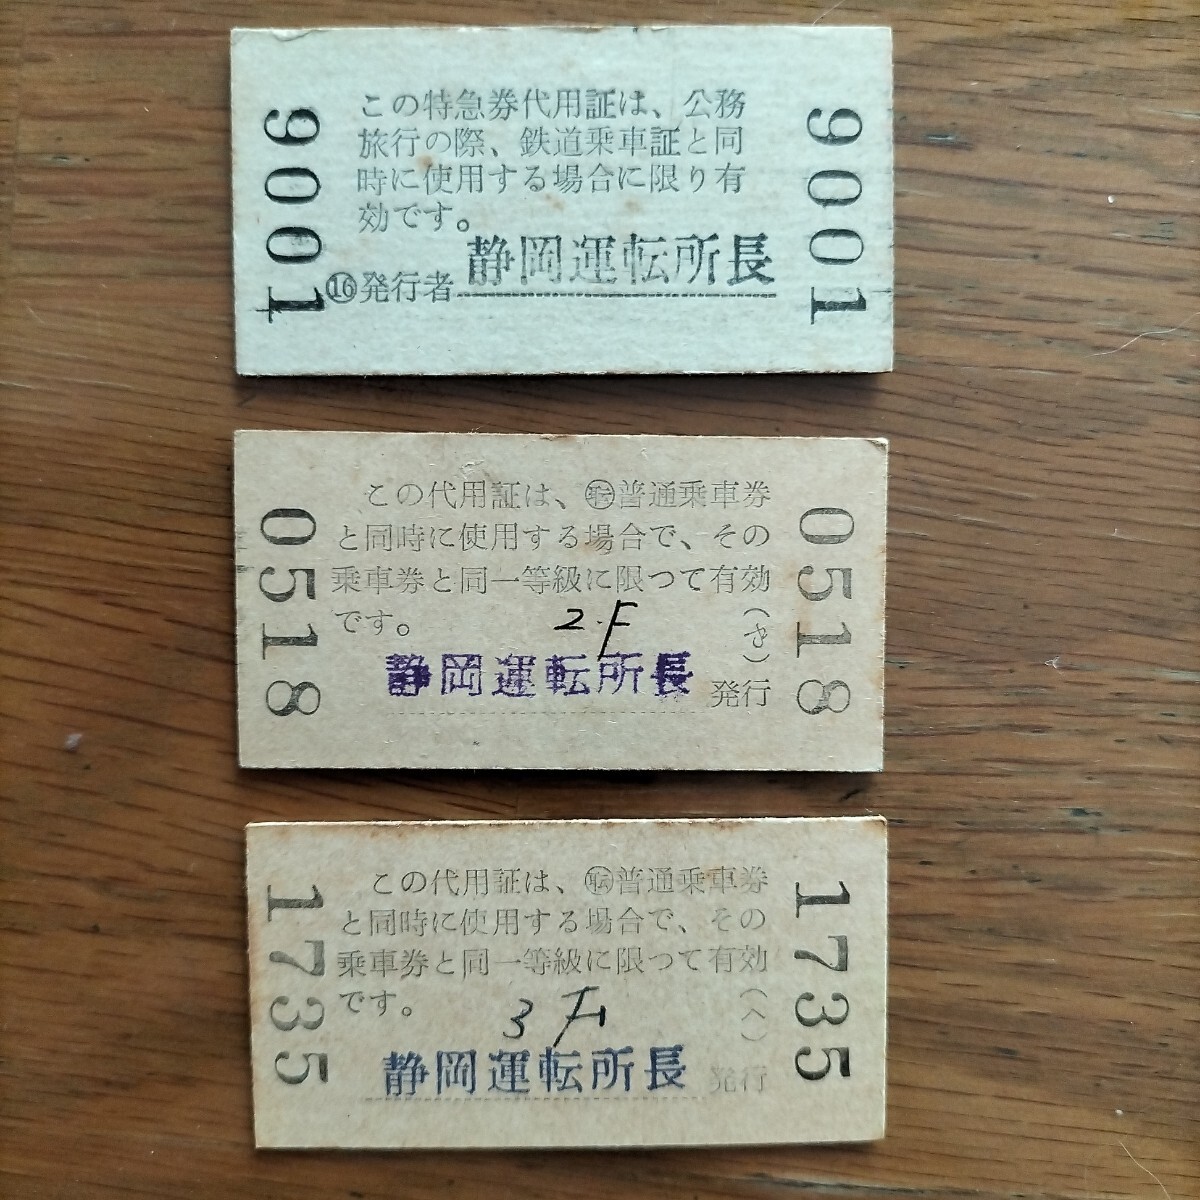 9001
この特急券代用証は、公務
旅行の際、鉄道乗車証と同
時に使用する場合に限り有
効です。
⑯発行者 静岡運転所長
9001
0518
この代用証は、普通乗車券
と同時に使用する場合で、その
乗車券と同一等級に限つて有効
です。
2F
(き)
静岡運転所長 発行
0518
1735
この代用証は、普通乗車券
と同時に使用する場合で、その
乗車券と同一等級に限つて有効
です。
3
(へ)
静岡運転所長 発行
1735